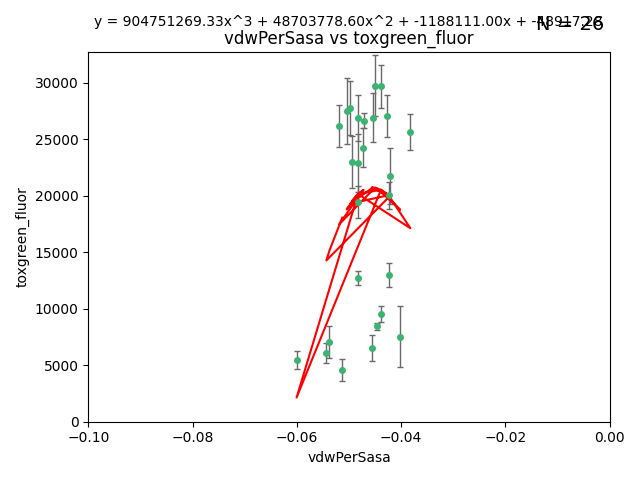 y = 904751269.33x^3 + 48703778.60x^2 + -1188111.00x +
N = 26
vdwPerSasa vs toxgreen_fluor
30000
25000
20000
15000
10000
5000
0
toxgreen_fluor
−0.10 −0.08 −0.06 −0.04 −0.02 0.00
vdwPerSasa